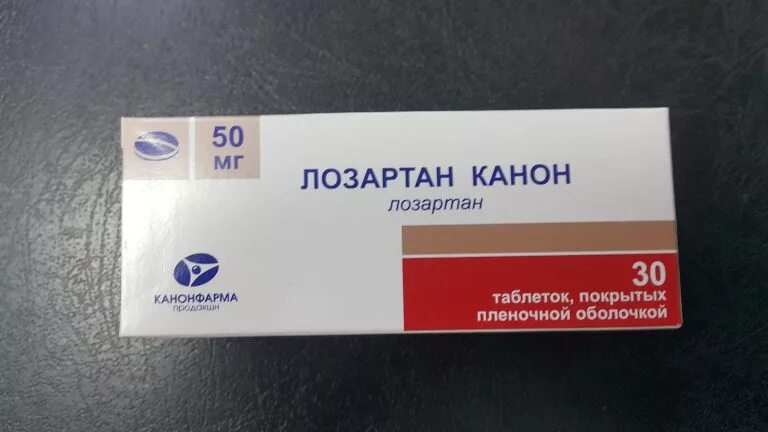 50
мг
ЛОЗАРТАН КАНОН
лозартан
КАНОНФАРМА
продакшн
30
таблеток, покрытых
пленочной оболочкой